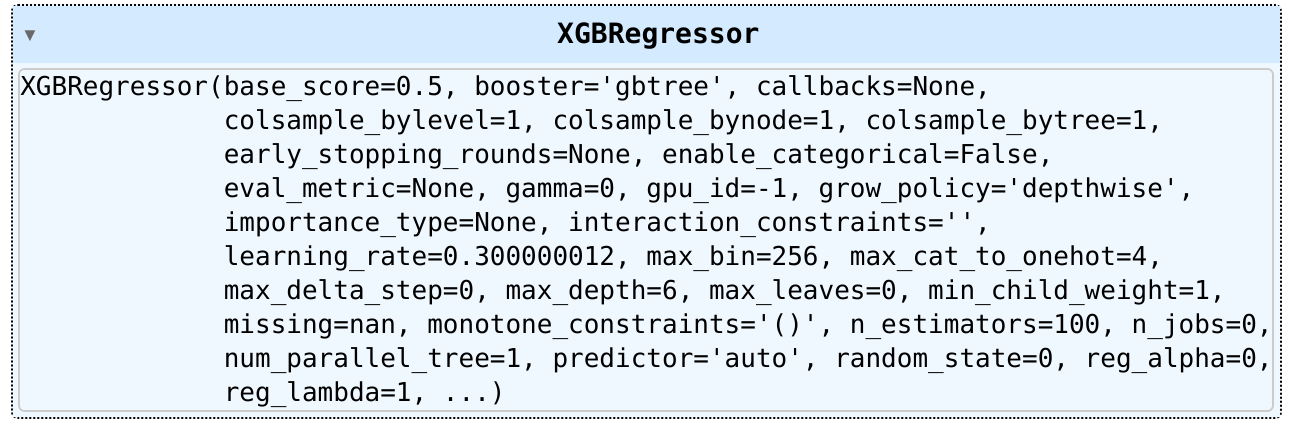 XGBRegressor
XGBRegressor(base_score=0.5, booster='gbtree', callbacks=None,
colsample_bylevel=1, colsample_bynode=1, colsample_bytree=1,
early_stopping_rounds=None, enable_categorical=False,
eval_metric=None, gamma=0, gpu_id=-1, grow_policy='depthwise',
importance_type=None, interaction_constraints='',
learning_rate=0.300000012, max_bin=256, max_cat_to_onehot=4,
max_delta_step=0, max_depth=6, max_leaves=0, min_child_weight=1,
missing=nan, monotone_constraints='()', n_estimators=100, n_jobs=0,
num_parallel_tree=1, predictor='auto', random_state=0, reg_alpha=0,
reg_lambda=1, ...)